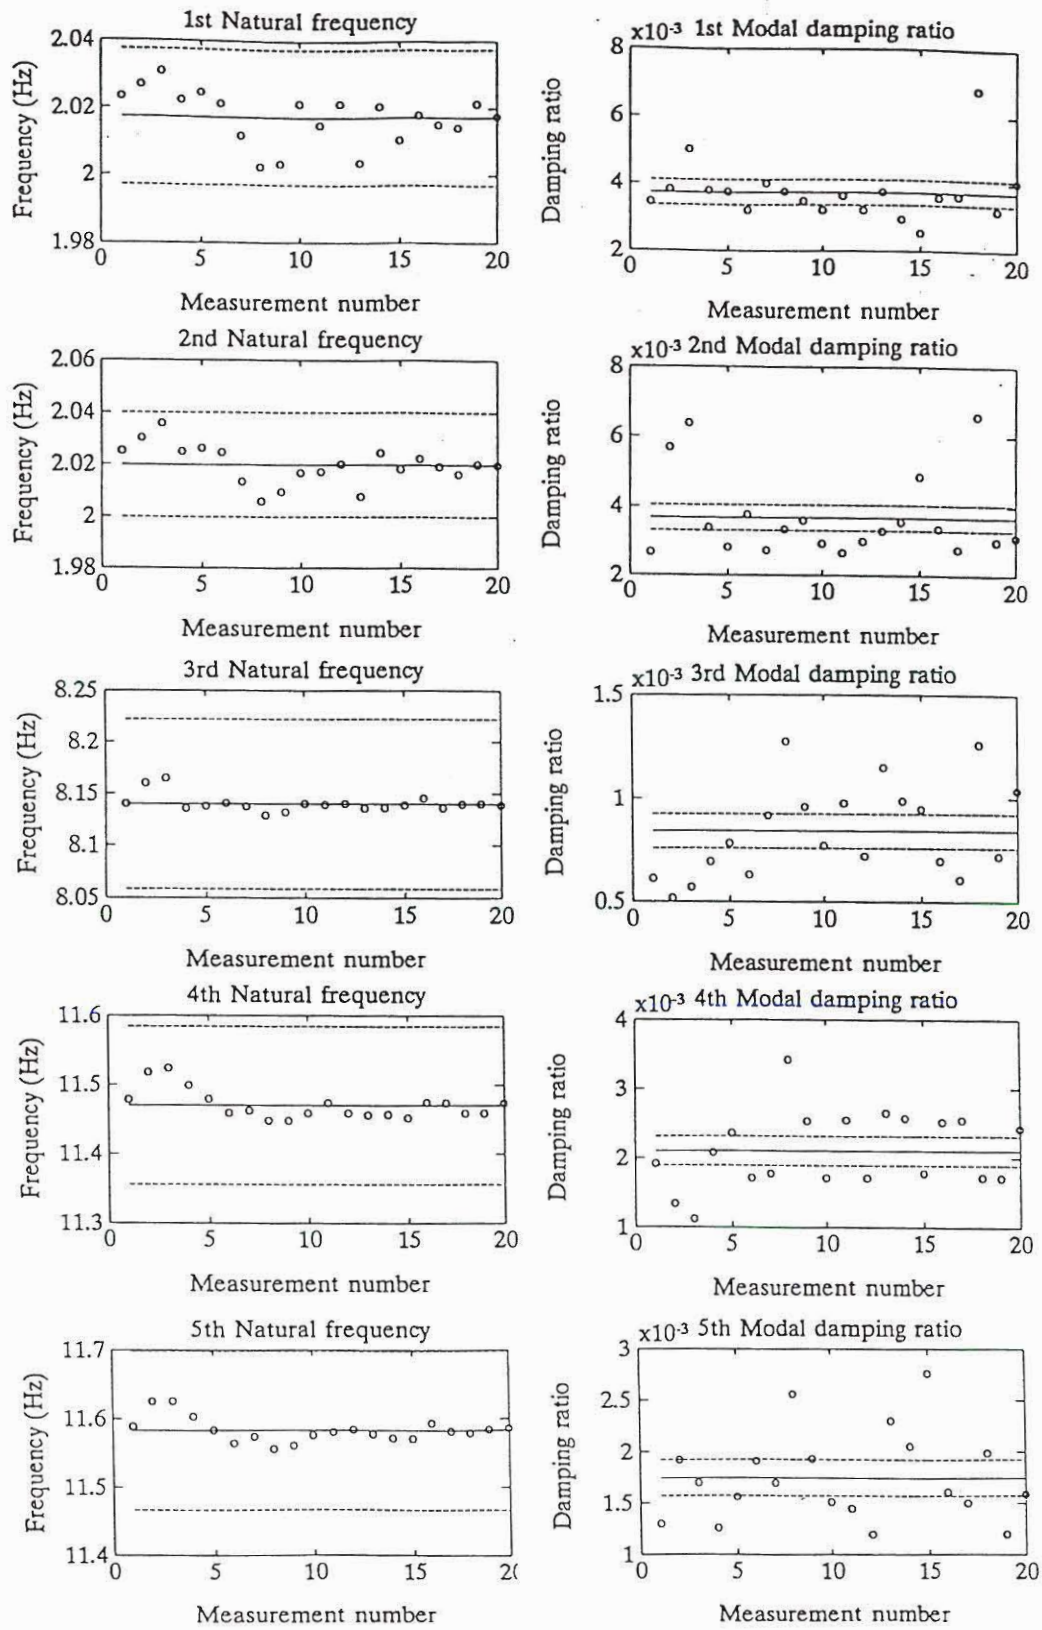 1st Natural frequency
2.04
2.02
2
1.98
Frequency (Hz)
0 5 10 15 20
Measurement number
x10-3 1st Modal damping ratio
8
6
4
2
Damping ratio
0 5 10 15 20
Measurement number
2nd Natural frequency
2.06
2.04
2.02
2
1.98
Frequency (Hz)
0 5 10 15 20
Measurement number
x10-3 2nd Modal damping ratio
8
6
4
2
Damping ratio
0 5 10 15 20
Measurement number
3rd Natural frequency
8.25
8.2
8.15
8.1
8.05
Frequency (Hz)
0 5 10 15 20
Measurement number
x10-3 3rd Modal damping ratio
1.5
1
0.5
Damping ratio
0 5 10 15 20
Measurement number
4th Natural frequency
11.6
11.5
11.4
11.3
Frequency (Hz)
0 5 10 15 20
Measurement number
x10-3 4th Modal damping ratio
4
3
2
1
Damping ratio
0 5 10 15 20
Measurement number
5th Natural frequency
11.7
11.6
11.5
11.4
Frequency (Hz)
0 5 10 15 20
Measurement number
x10-3 5th Modal damping ratio
3
2.5
2
1.5
1
Damping ratio
0 5 10 15 20
Measurement number